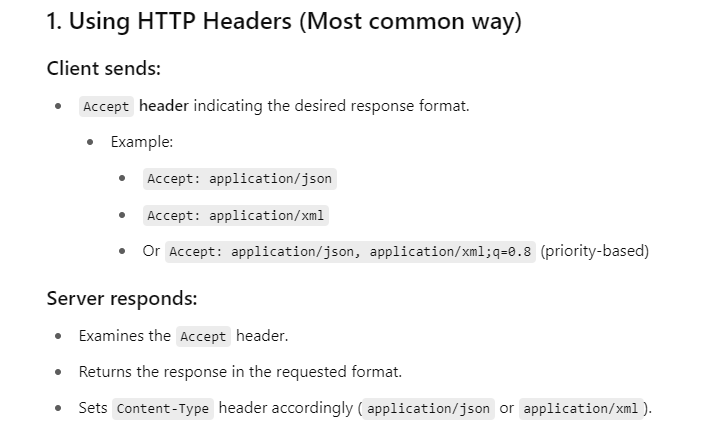 1. Using HTTP Headers (Most common way)
Client sends:
• Accept header indicating the desired response format.
• Example:
• Accept: application/json
• Accept: application/xml
• Or Accept: application/json, application/xml;q=0.8 (priority-based)
Server responds:
• Examines the Accept header.
• Returns the response in the requested format.
• Sets Content-Type header accordingly (application/json or application/xml).